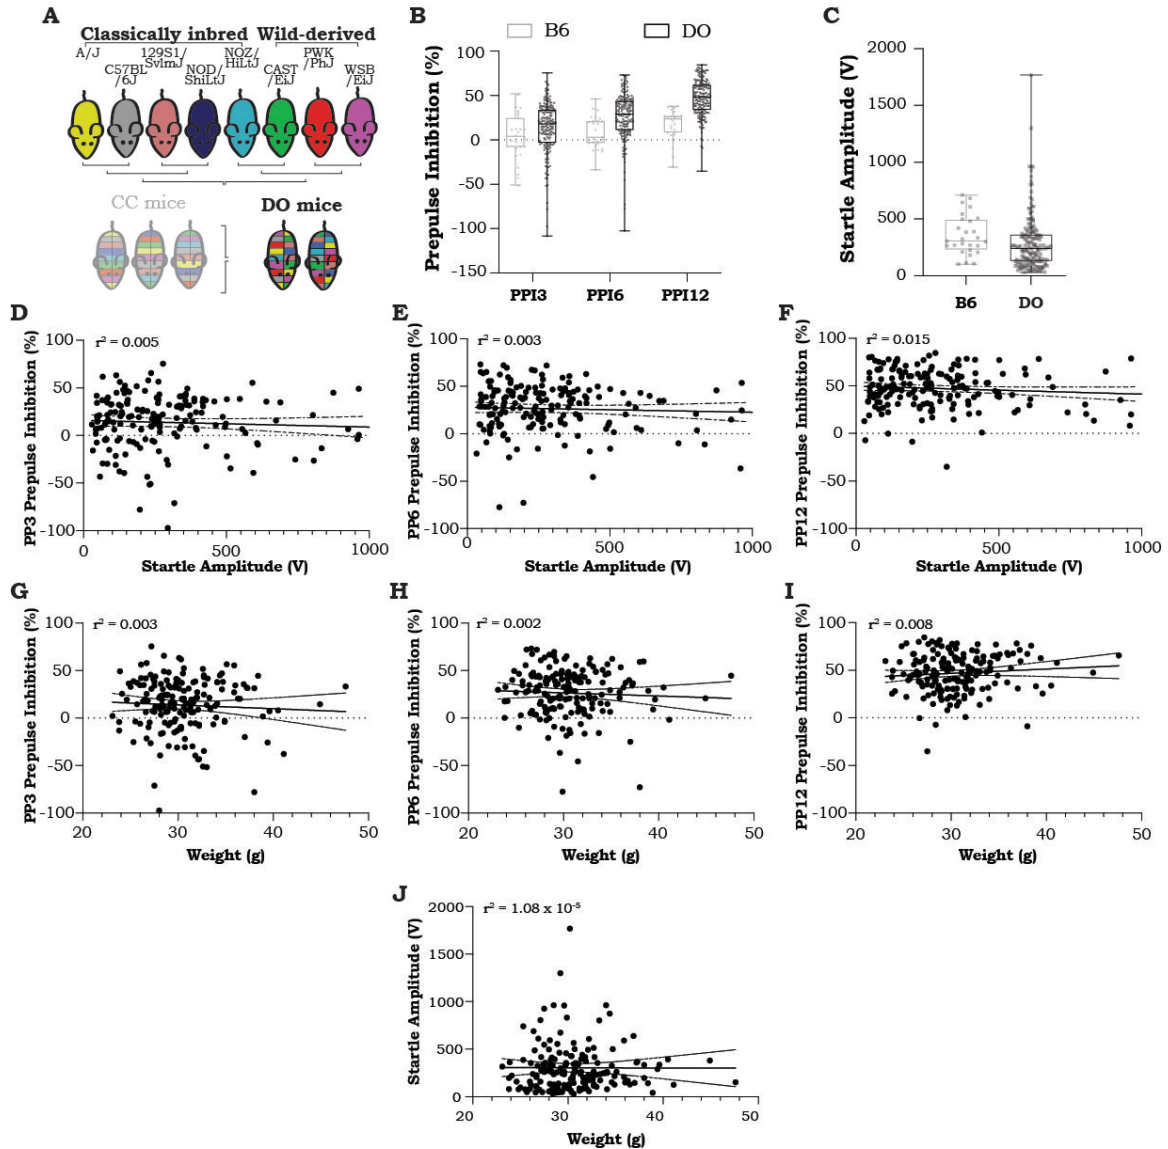 A
Classically inbred Wild-derived
A/J 129S1/ SvlmJ NOZ/ HiLtJ PWK /PhJ
C57BL /6J NOD/ ShiLtJ CAST /EiJ WSB /EiJ
CC mice DO mice
B
B6 DO
Prepulse Inhibition (%)
100
50
0
-50
-100
-150
PPI3 PPI6 PPI12
C
Startle Amplitude (V)
2000
1500
1000
500
0
B6 DO
D
r² = 0.005
PP3 Prepulse Inhibition (%)
100
50
0
-50
-100
0 500 1000
Startle Amplitude (V)
E
r² = 0.003
PP6 Prepulse Inhibition (%)
100
50
0
-50
-100
0 500 1000
Startle Amplitude (V)
F
r² = 0.015
PP12 Prepulse Inhibition (%)
100
50
0
-50
-100
0 500 1000
Startle Amplitude (V)
G
r² = 0.003
PP3 Prepulse Inhibition (%)
100
50
0
-50
-100
20 30 40 50
Weight (g)
H
r² = 0.002
PP6 Prepulse Inhibition (%)
100
50
0
-50
-100
20 30 40 50
Weight (g)
I
r² = 0.008
PP12 Prepulse Inhibition (%)
100
50
0
-50
-100
20 30 40 50
Weight (g)
J
r² = 1.08 x 10⁻⁵
Startle Amplitude (V)
2000
1500
1000
500
0
20 30 40 50
Weight (g)